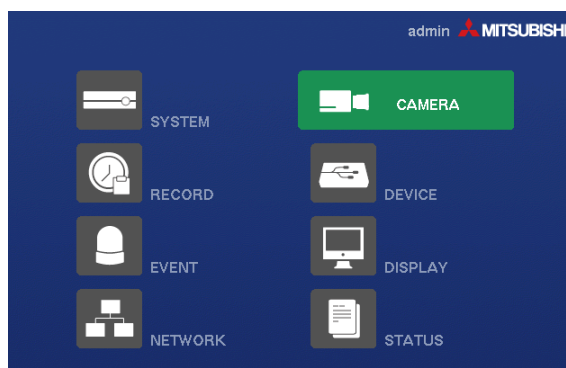 admin MITSUBISHI
SYSTEM
CAMERA
RECORD
DEVICE
EVENT
DISPLAY
NETWORK
STATUS